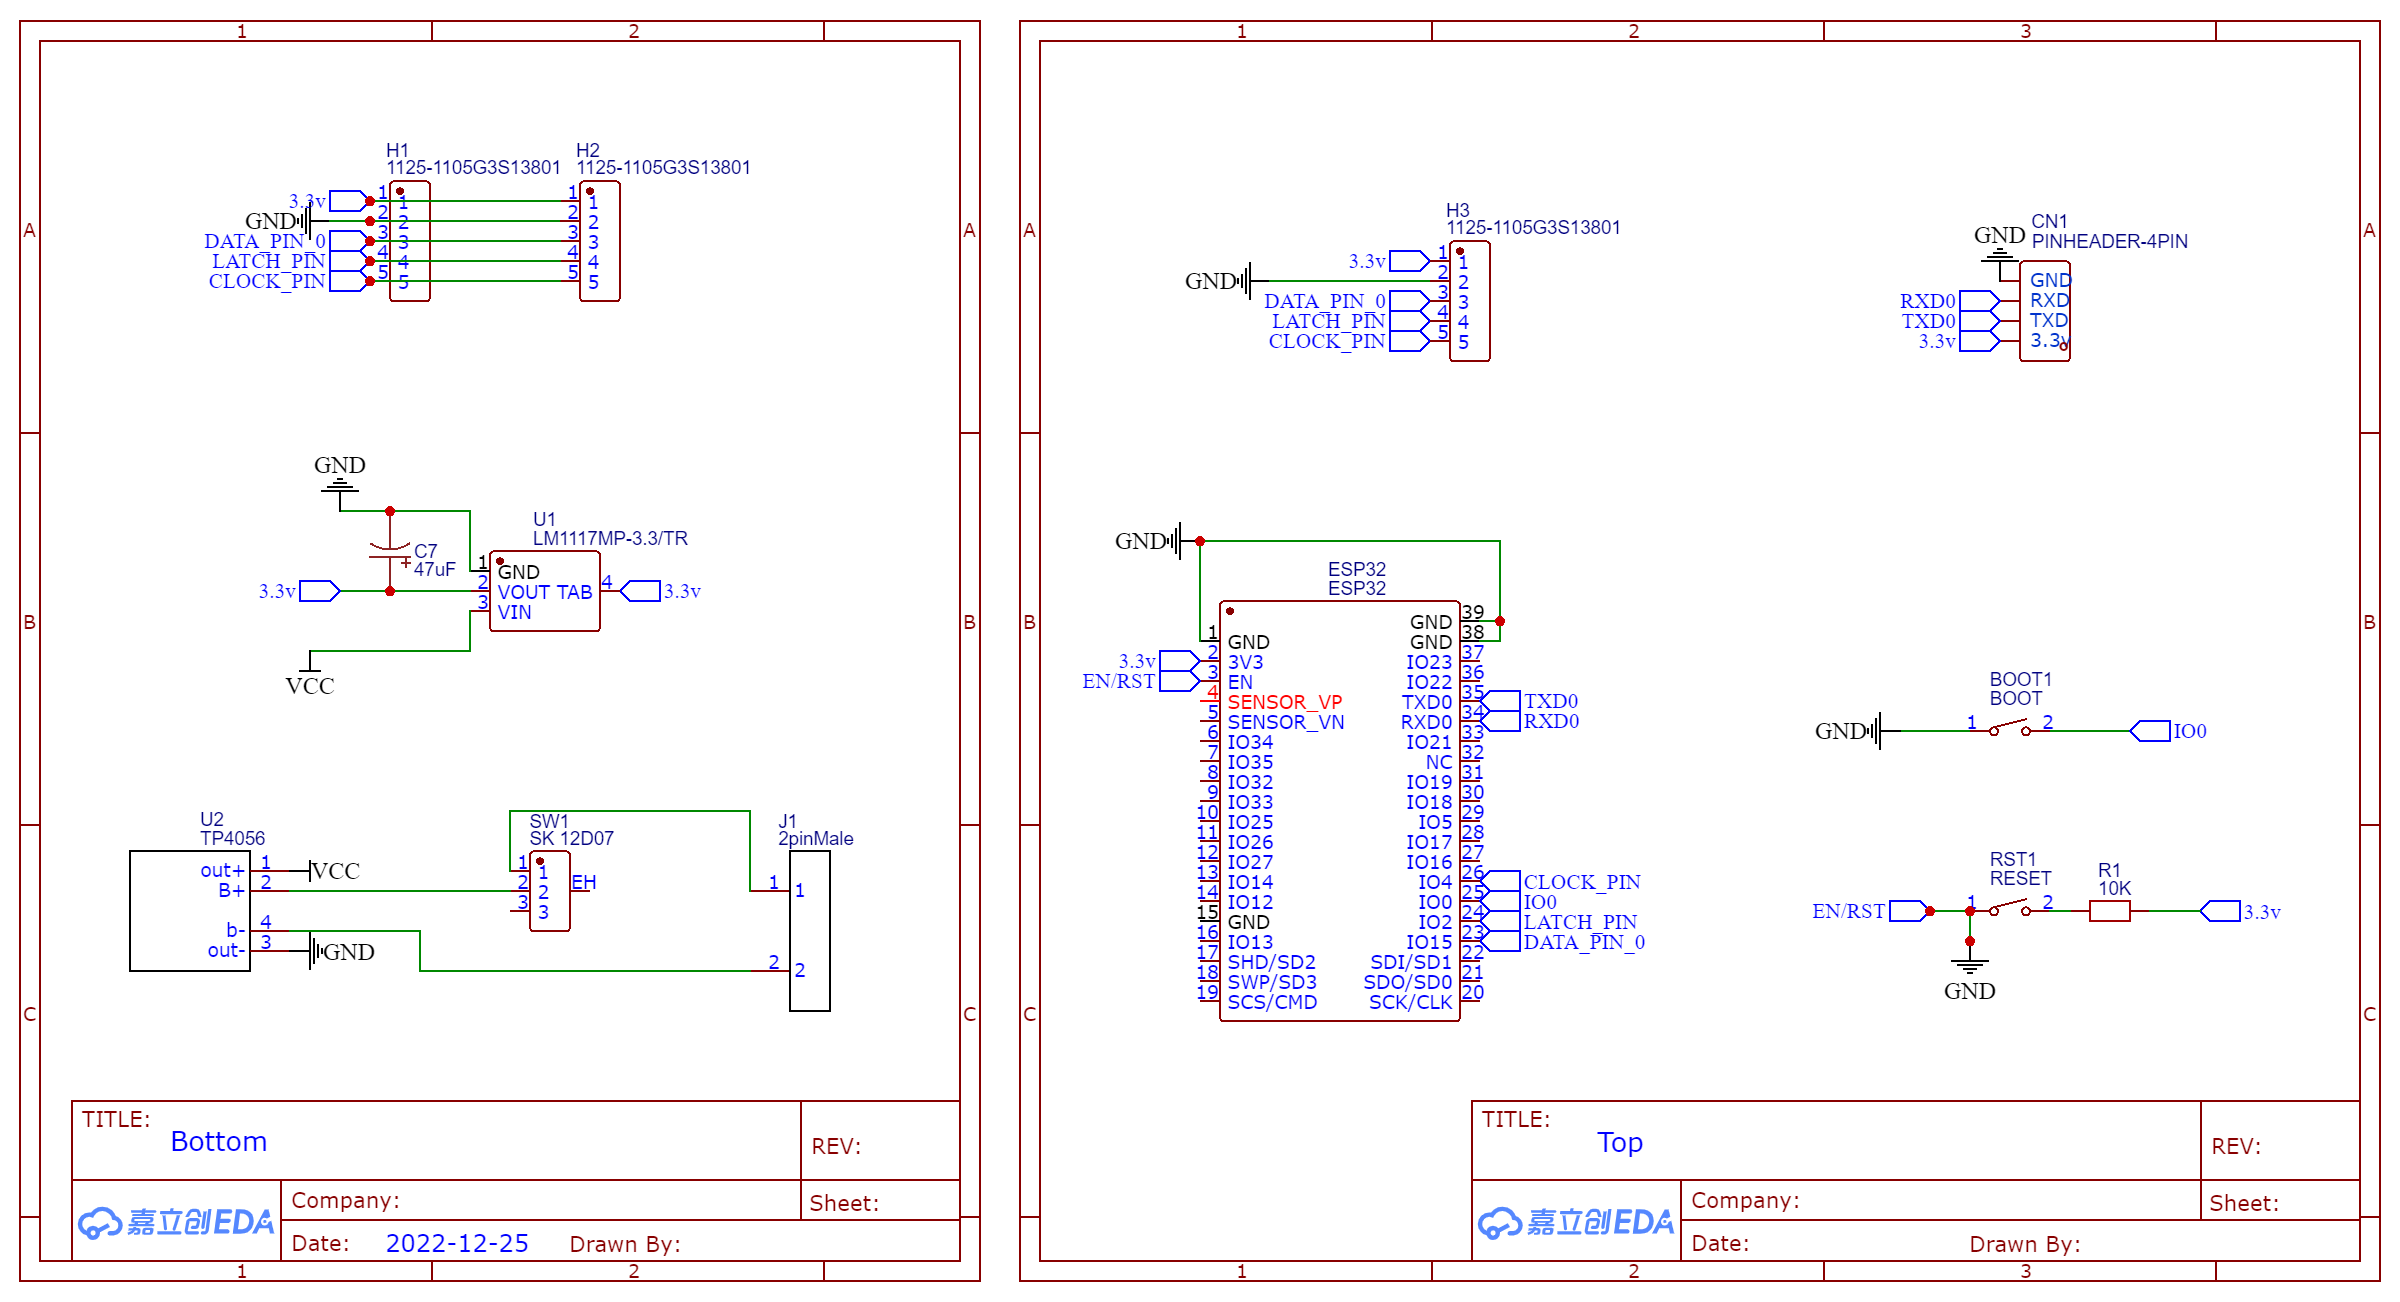 1
2
H1
1125-1105G3S13801
H2
1125-1105G3S13801
3.3v
1
1
1
1
GND
2
2
2
2
DATA_PIN_0
3
3
3
3
LATCH_PIN
4
4
4
4
CLOCK_PIN
5
5
5
5
A
A
GND
C7
47uF
U1
LM1117MP-3.3/TR
1
GND
3.3v
2
VOUT TAB
4
3.3v
3
VIN
VCC
B
B
U2
TP4056
out+
1
VCC
B+
2
b-
4
out-
3
GND
SW1
SK 12D07
1
1
2
2
EH
3
3
J1
2pinMale
1
1
2
2
C
C
TITLE:
Bottom
REV:
嘉立创EDA
Company:
Sheet:
Date:
2022-12-25
Drawn By:
1
2
1
2
3
A
A
H3
1125-1105G3S13801
3.3v
1
1
GND
2
2
DATA_PIN_0
3
3
LATCH_PIN
4
4
CLOCK_PIN
5
5
GND
CN1
PINHEADER-4PIN
GND
RXD0
RXD
TXD0
TXD
3.3v
3.3v
B
B
GND
ESP32
ESP32
1
GND
3.3v
2
3V3
EN/RST
3
EN
4
SENSOR_VP
5
SENSOR_VN
6
IO34
7
IO35
8
IO32
9
IO33
10
IO25
11
IO26
12
IO27
13
IO14
14
IO12
15
GND
16
IO13
17
SHD/SD2
18
SWP/SD3
19
SCS/CMD
GND
39
GND
38
IO23
37
IO22
36
TXD0
35
TXD0
RXD0
34
RXD0
IO21
33
NC
32
IO19
31
IO18
30
IO5
29
IO17
28
IO16
27
IO4
26
CLOCK_PIN
IO0
25
IO0
IO2
24
LATCH_PIN
IO15
23
DATA_PIN_0
SDI/SD1
22
SDO/SD0
21
SCK/CLK
20
BOOT1
BOOT
GND
1
2
IO0
RST1
RESET
R1
10K
EN/RST
1
2
3.3v
GND
C
C
TITLE:
Top
REV:
嘉立创EDA
Company:
Sheet:
Date:
Drawn By:
1
2
3